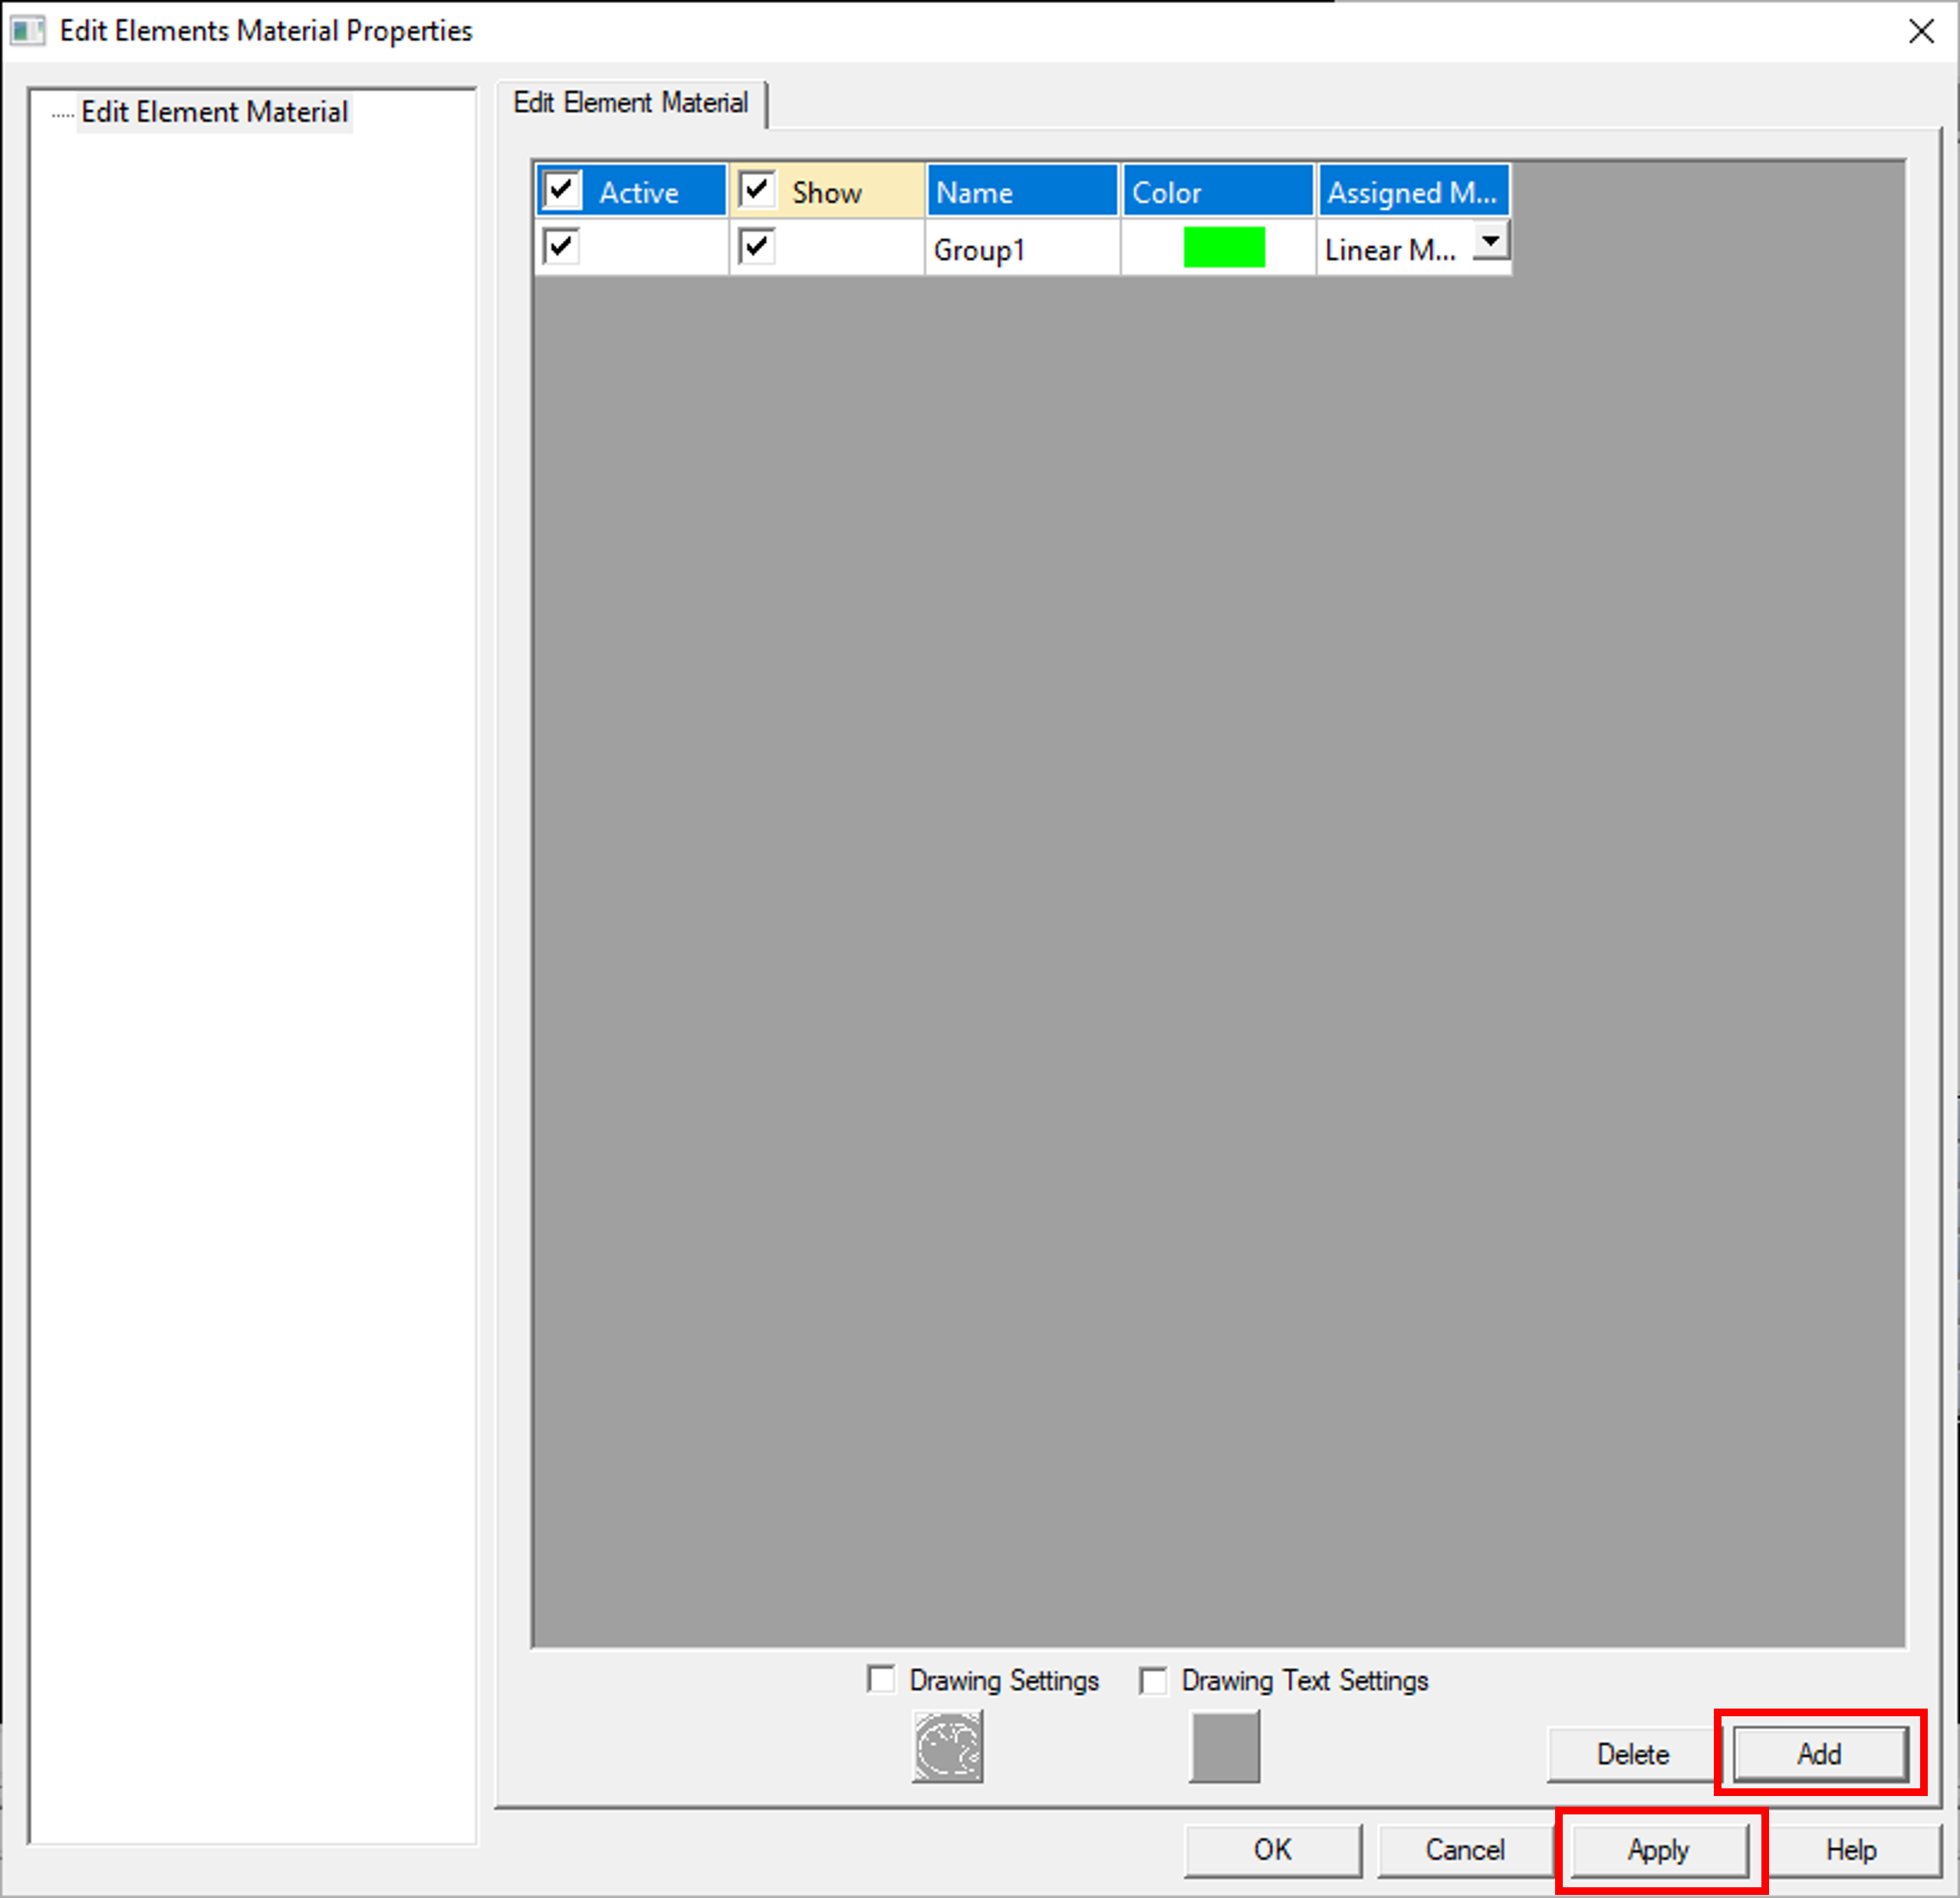 Edit Elements Material Properties
Edit Element Material
Edit Element Material
Active Show Name Color Assigned M...
Group1 Linear M...
Drawing Settings Drawing Text Settings
Delete Add
OK Cancel Apply Help